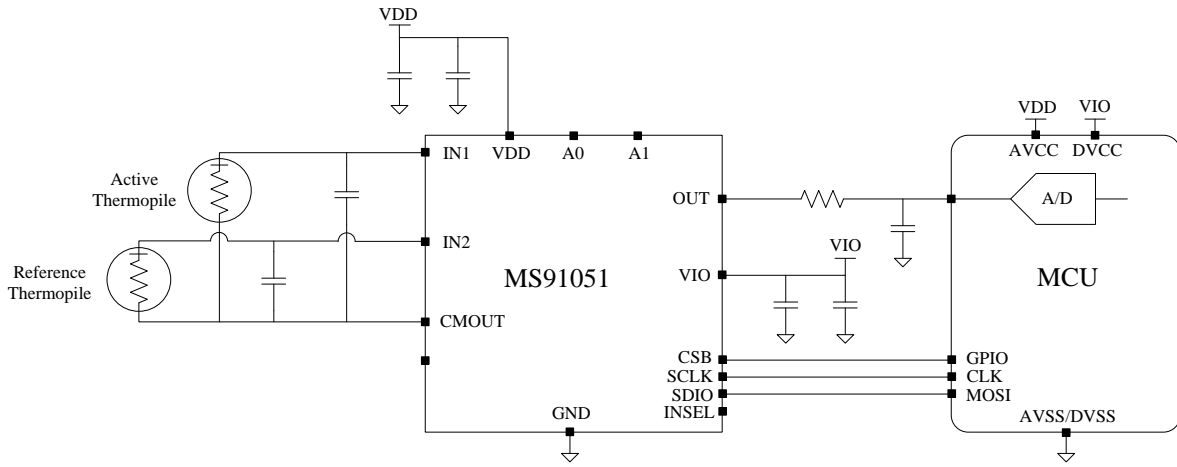 VDD
VDD
VIO
IN1
VDD
A0
A1
AVCC
DVCC
Active
Thermopile
OUT
A/D
IN2
VIO
Reference
Thermopile
MS91051
VIO
MCU
CMOUT
CSB
GPIO
SCLK
CLK
SDIO
MOSI
INSEL
GND
AVSS/DVSS